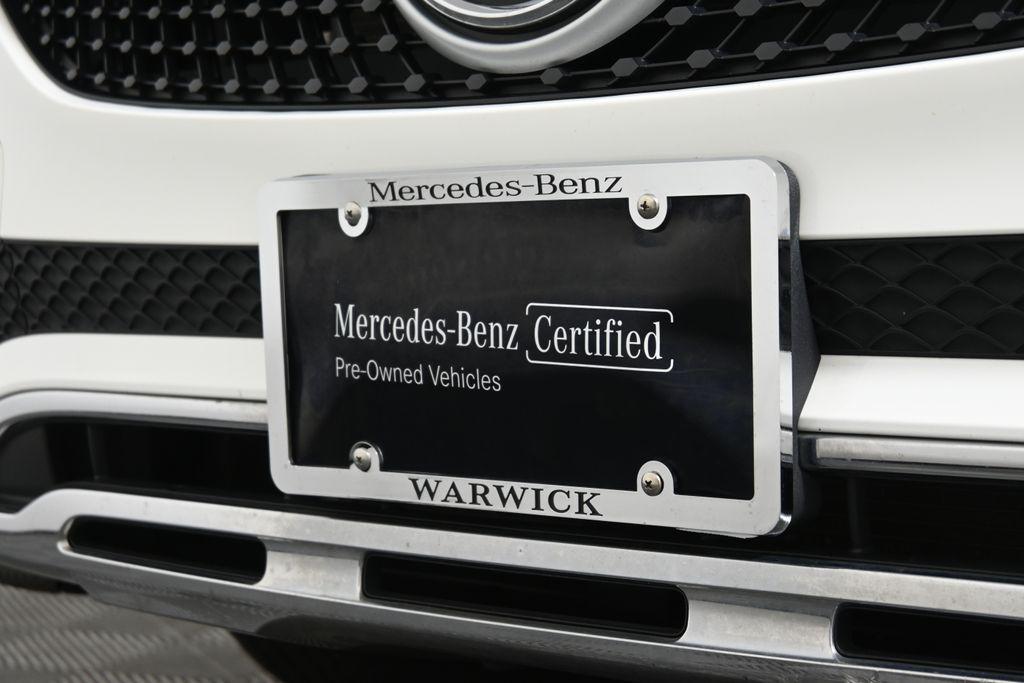 Mercedes-Benz
Mercedes-Benz Certified
Pre-Owned Vehicles
WARWICK